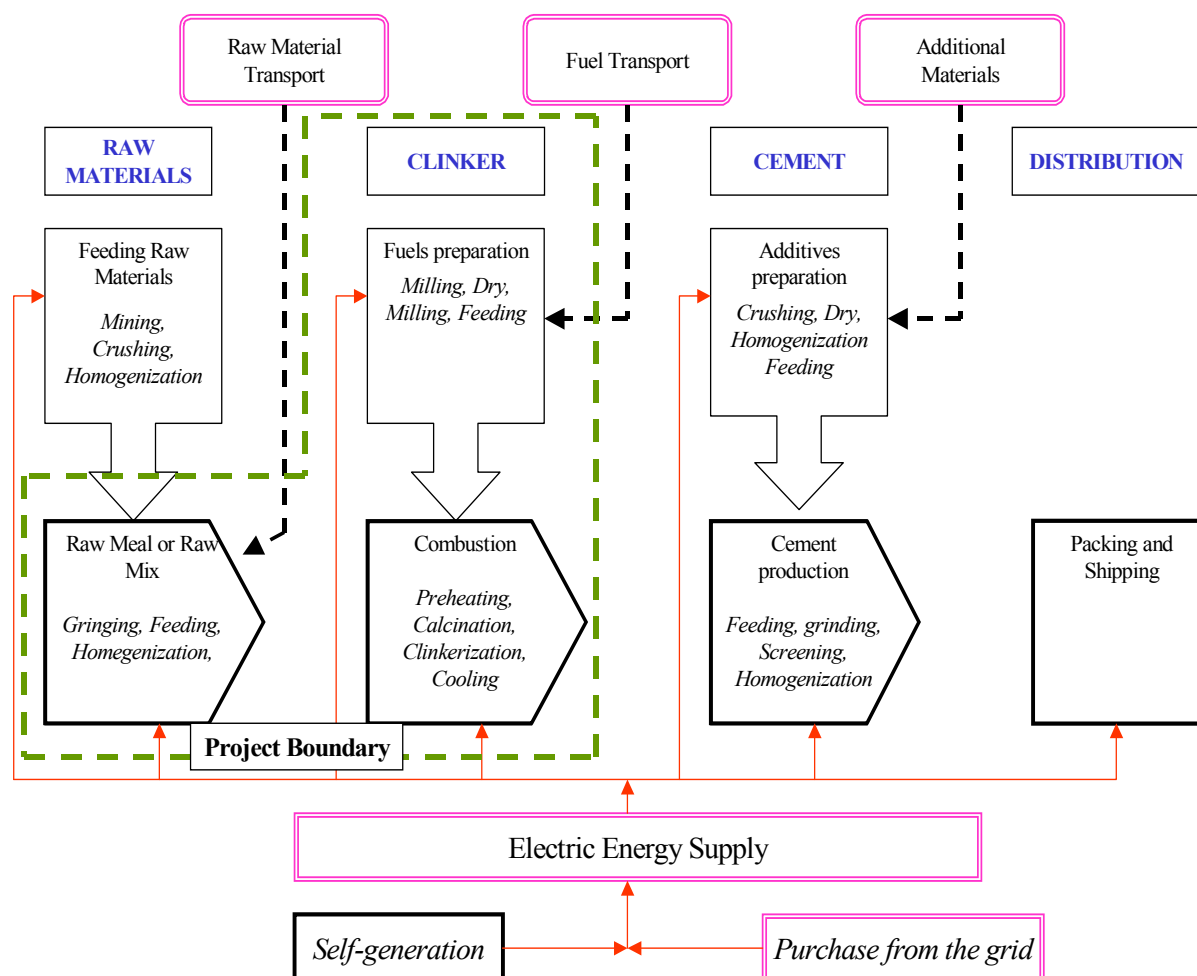 Raw Material
Transport
Fuel Transport
Additional
Materials
RAW
MATERIALS
CLINKER
CEMENT
DISTRIBUTION
Feeding Raw
Materials
Mining,
Crushing,
Homogenization
Fuels preparation
Milling, Dry,
Milling, Feeding
Additives
preparation
Crushing, Dry,
Homogenization
Feeding
Raw Meal or Raw
Mix
Gringing, Feeding,
Homegenization,
Combustion
Preheating,
Calcination,
Clinkerization,
Cooling
Cement
production
Feeding, grinding,
Screening,
Homogenization
Packing and
Shipping
Project Boundary
Electric Energy Supply
Self-generation
Purchase from the grid